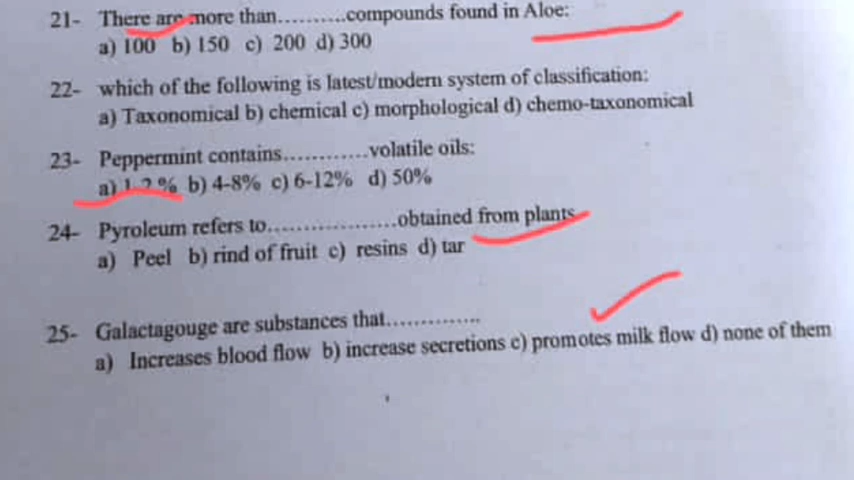 21- There are more than..........compounds found in Aloe:
a) 100 b) 150 c) 200 d) 300
22- which of the following is latest/modern system of classification:
a) Taxonomical b) chemical c) morphological d) chemo-taxonomical
23- Peppermint contains............volatile oils:
a) 1-2 % b) 4-8% c) 6-12% d) 50%
24- Pyroleum refers to...................obtained from plants
a) Peel b) rind of fruit c) resins d) tar
25- Galactagouge are substances that..............
a) Increases blood flow b) increase secretions c) promotes milk flow d) none of them